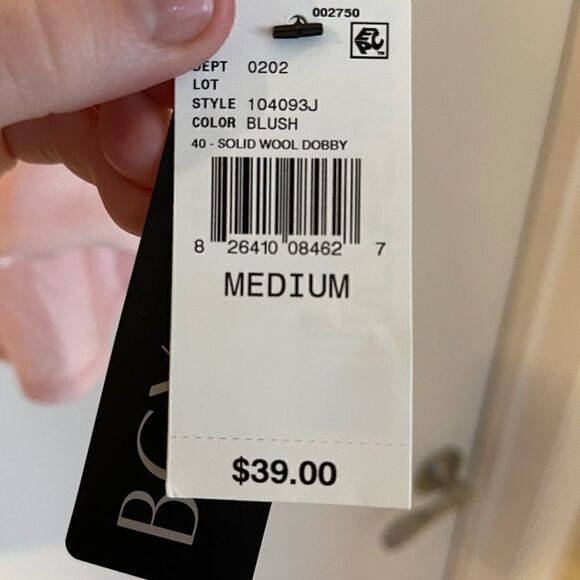 002750
EPC™
DEPT 0202
LOT
STYLE 104093J
COLOR BLUSH
40 - SOLID WOOL DOBBY
8 26410 08462 7
MEDIUM
$39.00